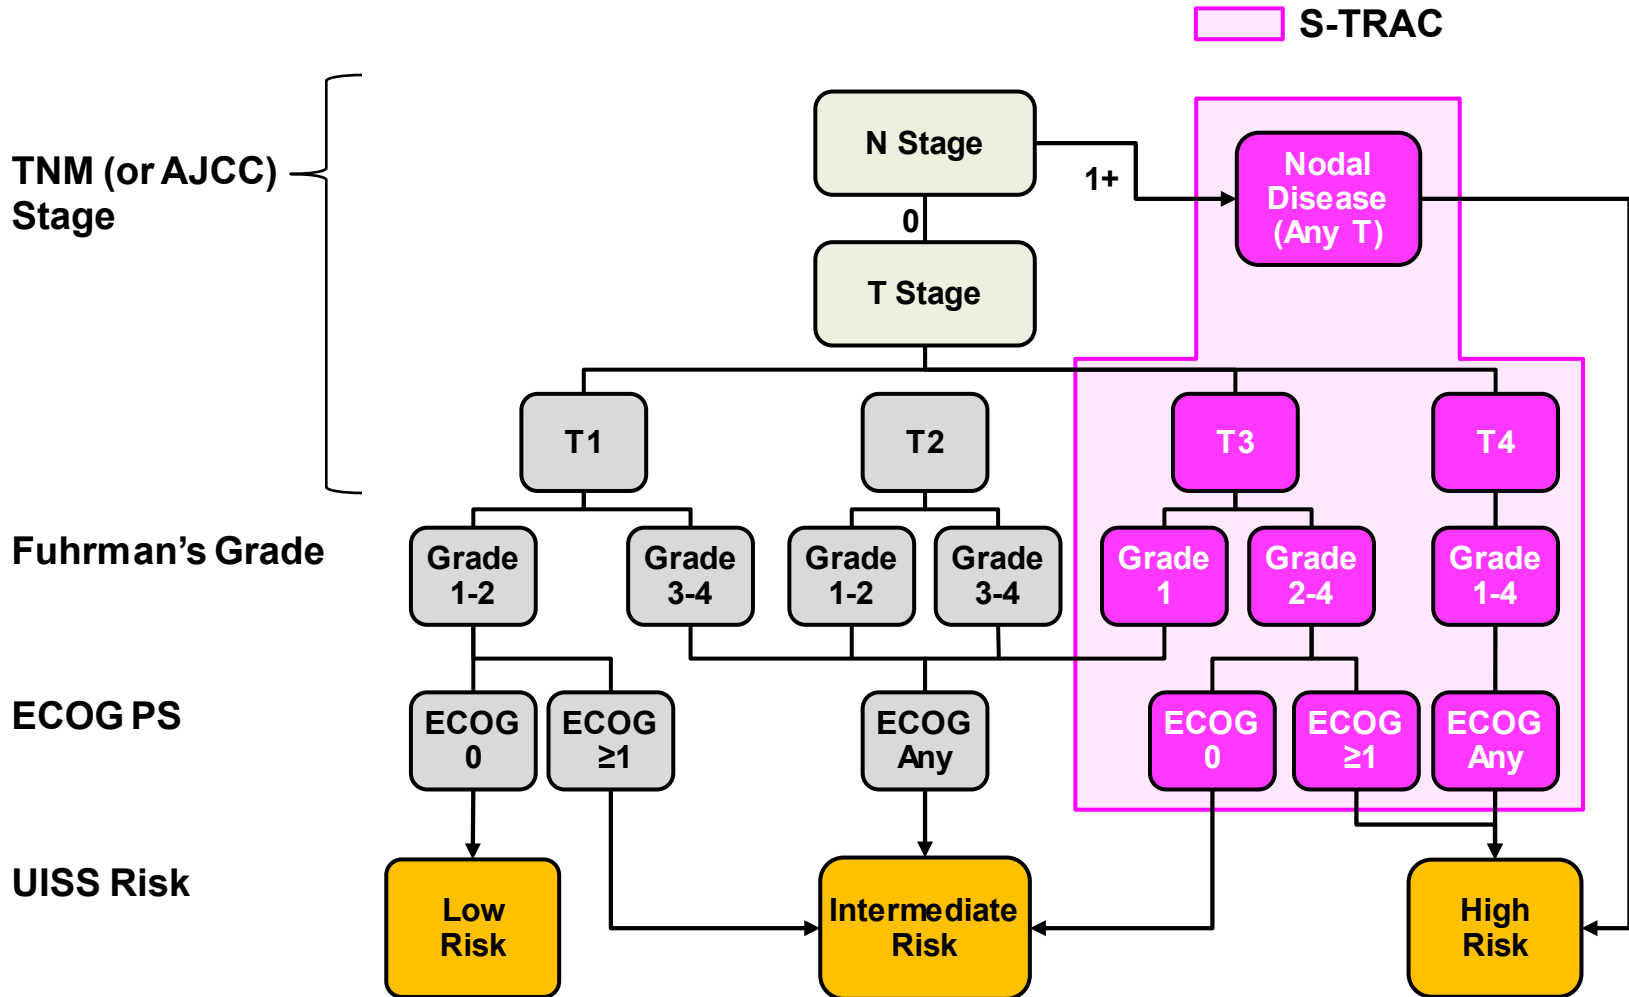 S-TRAC
TNM (or AJCC)
Stage
N Stage
1+
0
Nodal
Disease
(Any T)
T Stage
T1
T2
T3
T4
Fuhrman's Grade
Grade
1-2
Grade
3-4
Grade
1-2
Grade
3-4
Grade
1
Grade
2-4
Grade
1-4
ECOG PS
ECOG
0
ECOG
≥1
ECOG
Any
ECOG
0
ECOG
≥1
ECOG
Any
UISS Risk
Low
Risk
Intermediate
Risk
High
Risk